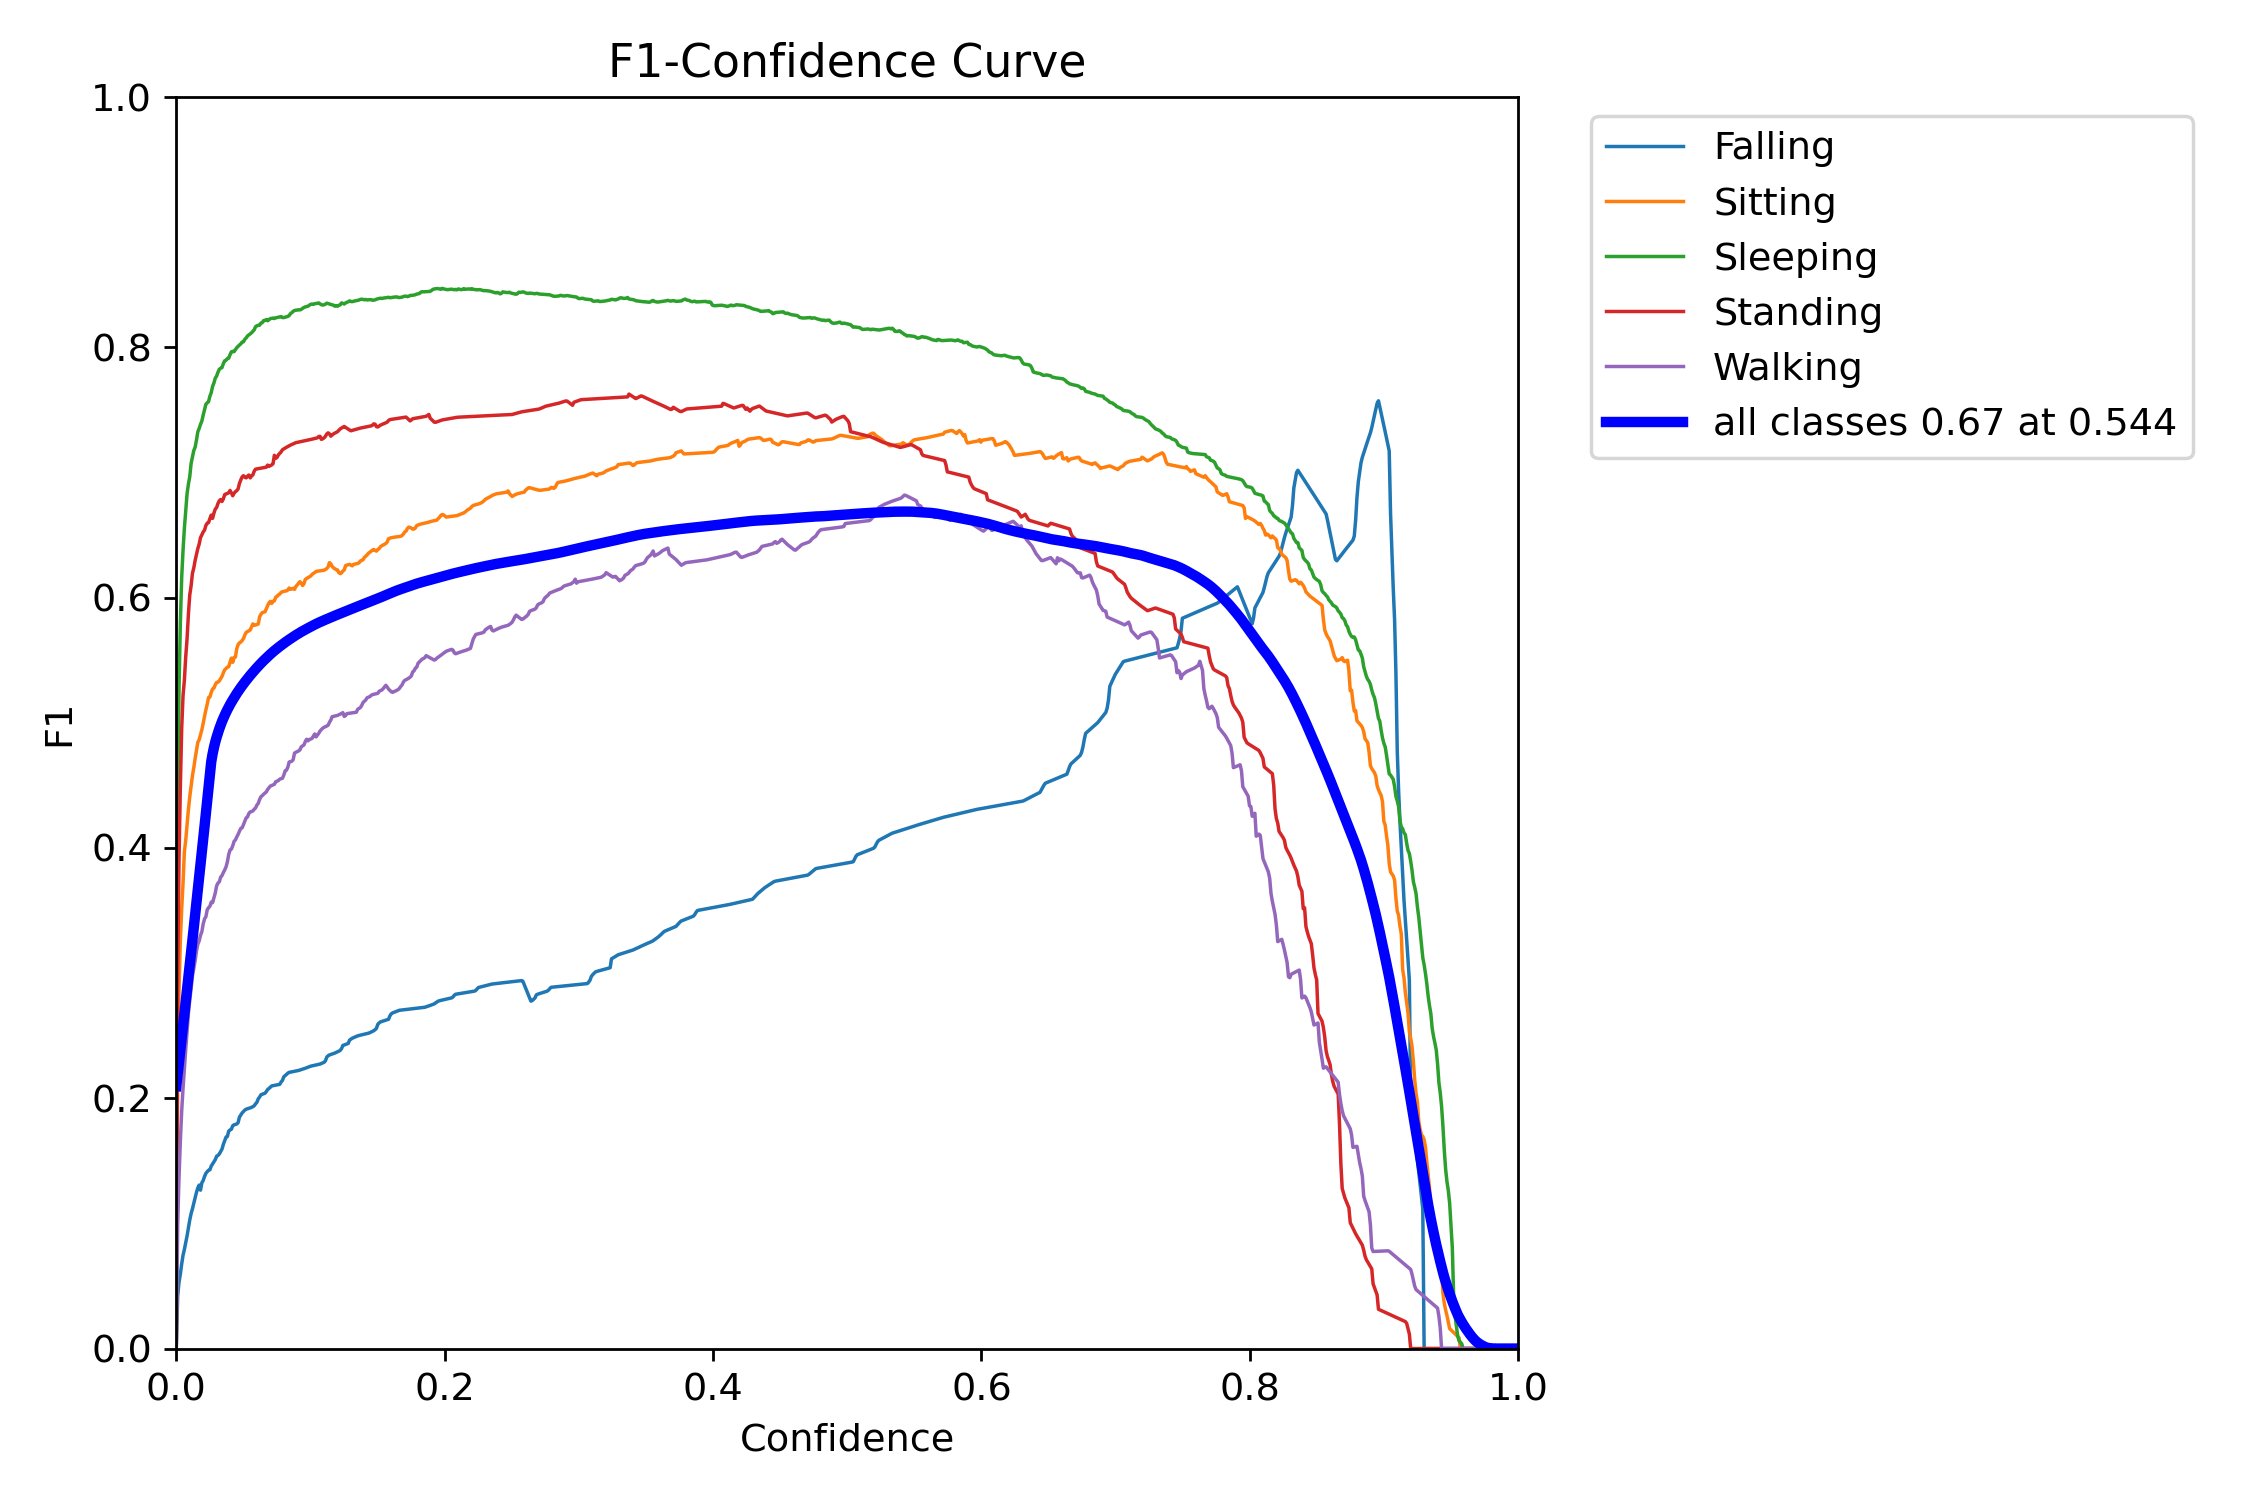 F1-Confidence Curve
1.0
0.8
0.6
0.4
0.2
0.0
F1
0.0 0.2 0.4 0.6 0.8 1.0
Confidence
Falling
Sitting
Sleeping
Standing
Walking
all classes 0.67 at 0.544